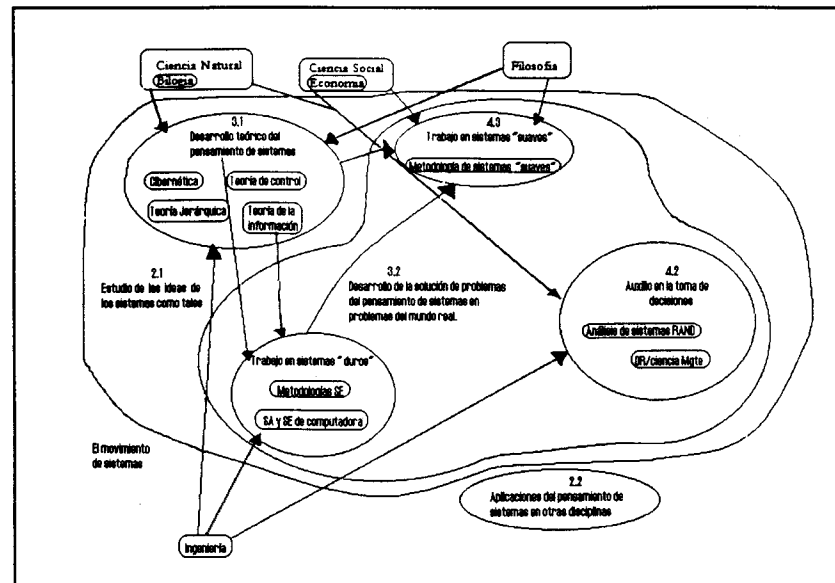 Ciencia Natural
Bilogia
Ciencia Social
Economia
Filosofia
3.1
Desarrollo teórico del
pensamiento de sistemas
Cibernética
Teoría de control
Teoría Jerárquica
Teoría de la
información
4.3
Trabajo en sistemas "suaves"
Metodología de sistemas "suaves"
2.1
Estudio de las ideas de
los sistemas como tales
3.2
Desarrollo de la solución de problemas
del pensamiento de sistemas en
problemas del mundo real.
4.2
Auxilio en la toma de
decisiones
Análisis de sistemas RAND
OR/ciencia Mgte
Trabajo en sistemas "duros"
Metodologías SE
SA y SE de computadora
El movimiento
de sistemas
2.2
Aplicaciones del pensamiento de
sistemas en otras disciplinas
Ingeniería